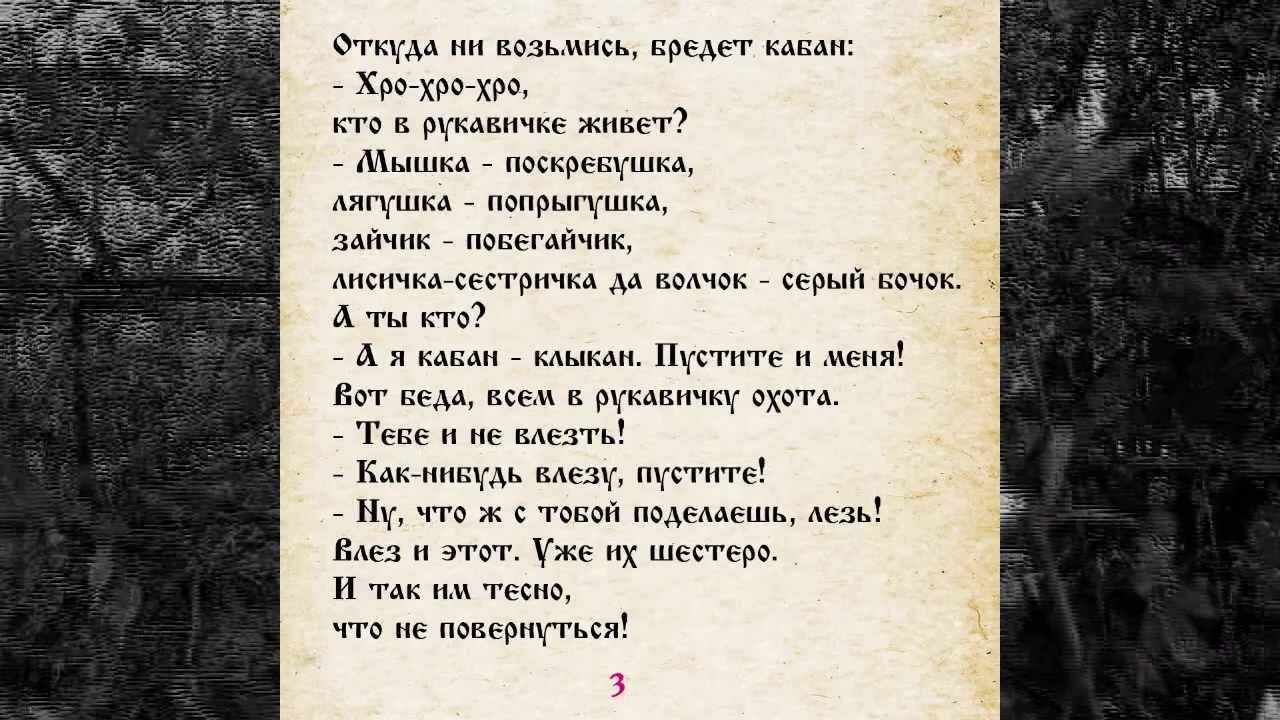 Откуда ни возьмись, бредет кабан:
- Хро-хро-хро,
кто в рукавичке живет?
- Мышка - поскребушка,
лягушка - попрыгушка,
зайчик - побегайчик,
лисичка-сестричка да волчок - серый бочок.
А ты кто?
- А я кабан - клыкан. Пустите и меня!
Вот беда, всем в рукавичку охота.
- Тебе и не влезть!
- Как-нибудь влезу, пустите!
- Ну, что ж с тобой поделаешь, лезь!
Влез и этот. Уже их шестеро.
И так им тесно,
что не повернуться!
3